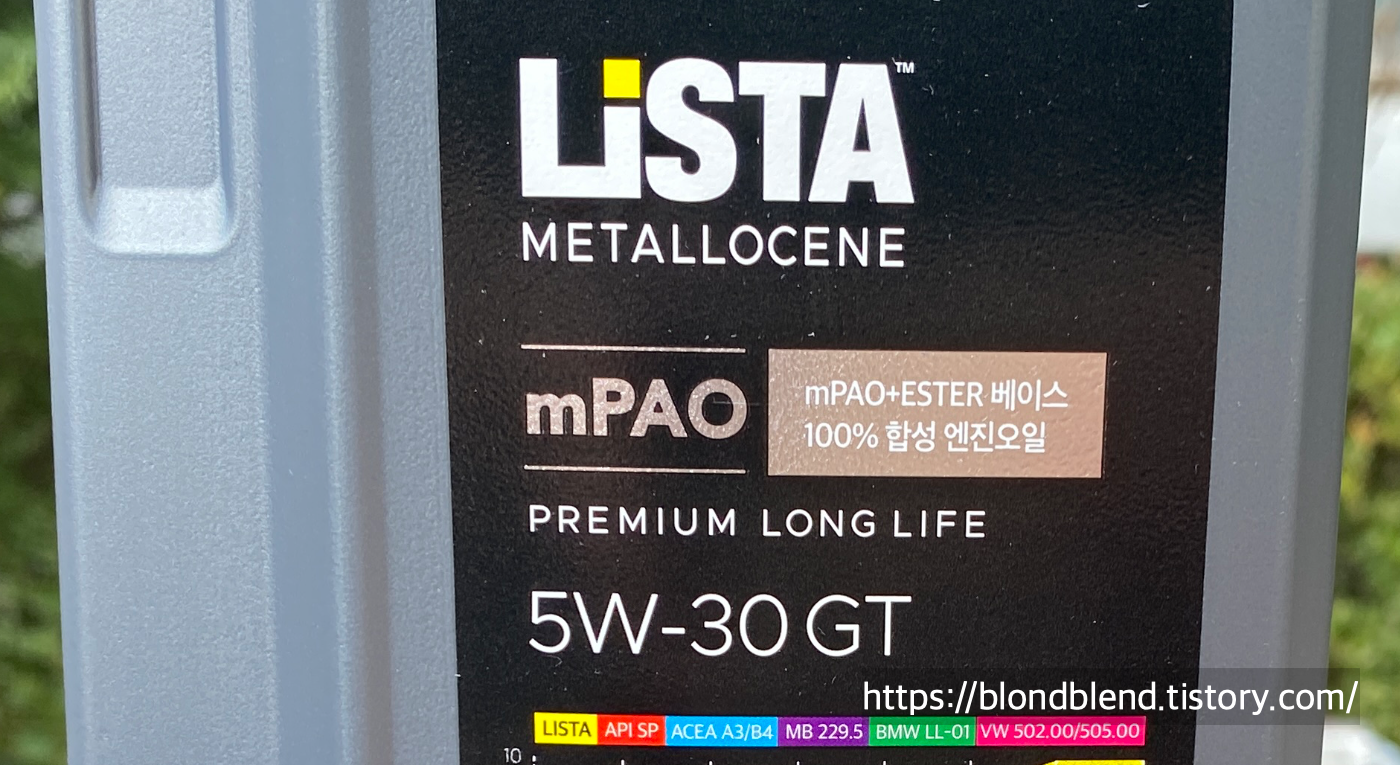 LiSTA™
METALLOCENE
mPAO
mPAO+ESTER 베이스
100% 합성 엔진오일
PREMIUM LONG LIFE
5W-30 GT
https://blondblend.tistory.com/
LISTA API SP ACEA A3/B4 MB 229.5 BMW LL-01 VW 502.00/505.00
10